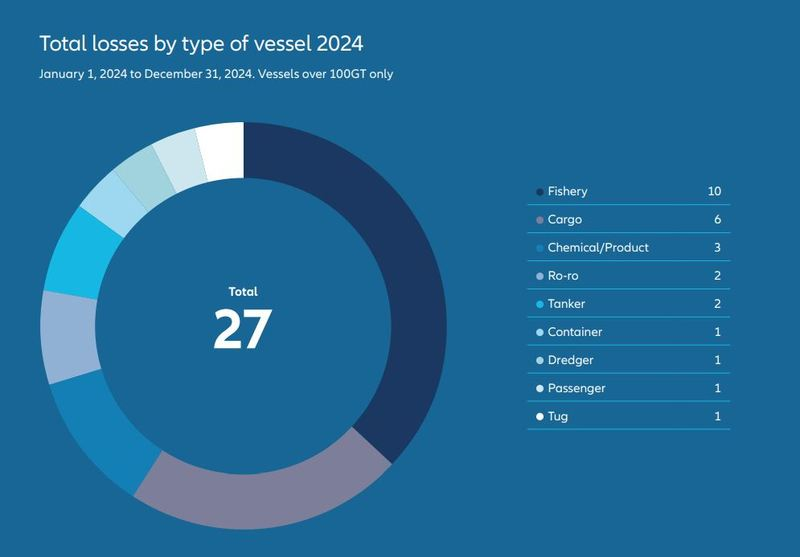 Total losses by type of vessel 2024
January 1, 2024 to December 31, 2024. Vessels over 100GT only
Total
27
Fishery 10
Cargo 6
Chemical/Product 3
Ro-ro 2
Tanker 2
Container 1
Dredger 1
Passenger 1
Tug 1